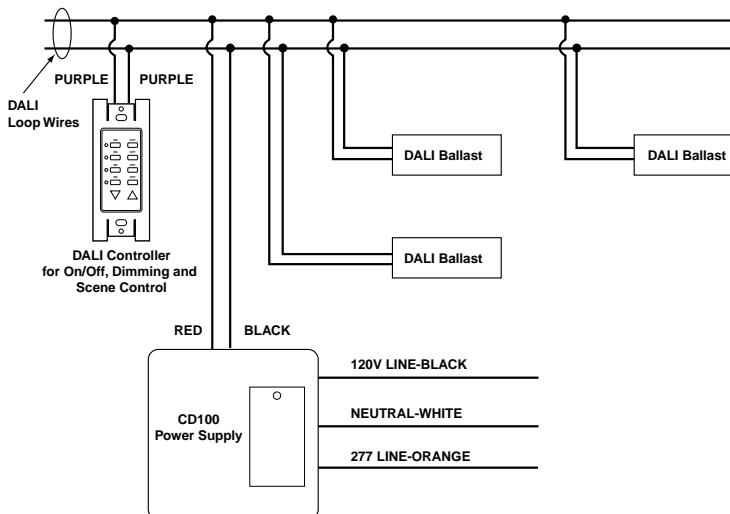 PURPLE
PURPLE
DALI
Loop Wires
DALI Ballast
DALI Ballast
DALI Controller
for On/Off, Dimming and
Scene Control
DALI Ballast
RED
BLACK
120V LINE-BLACK
CD100
Power Supply
NEUTRAL-WHITE
277 LINE-ORANGE